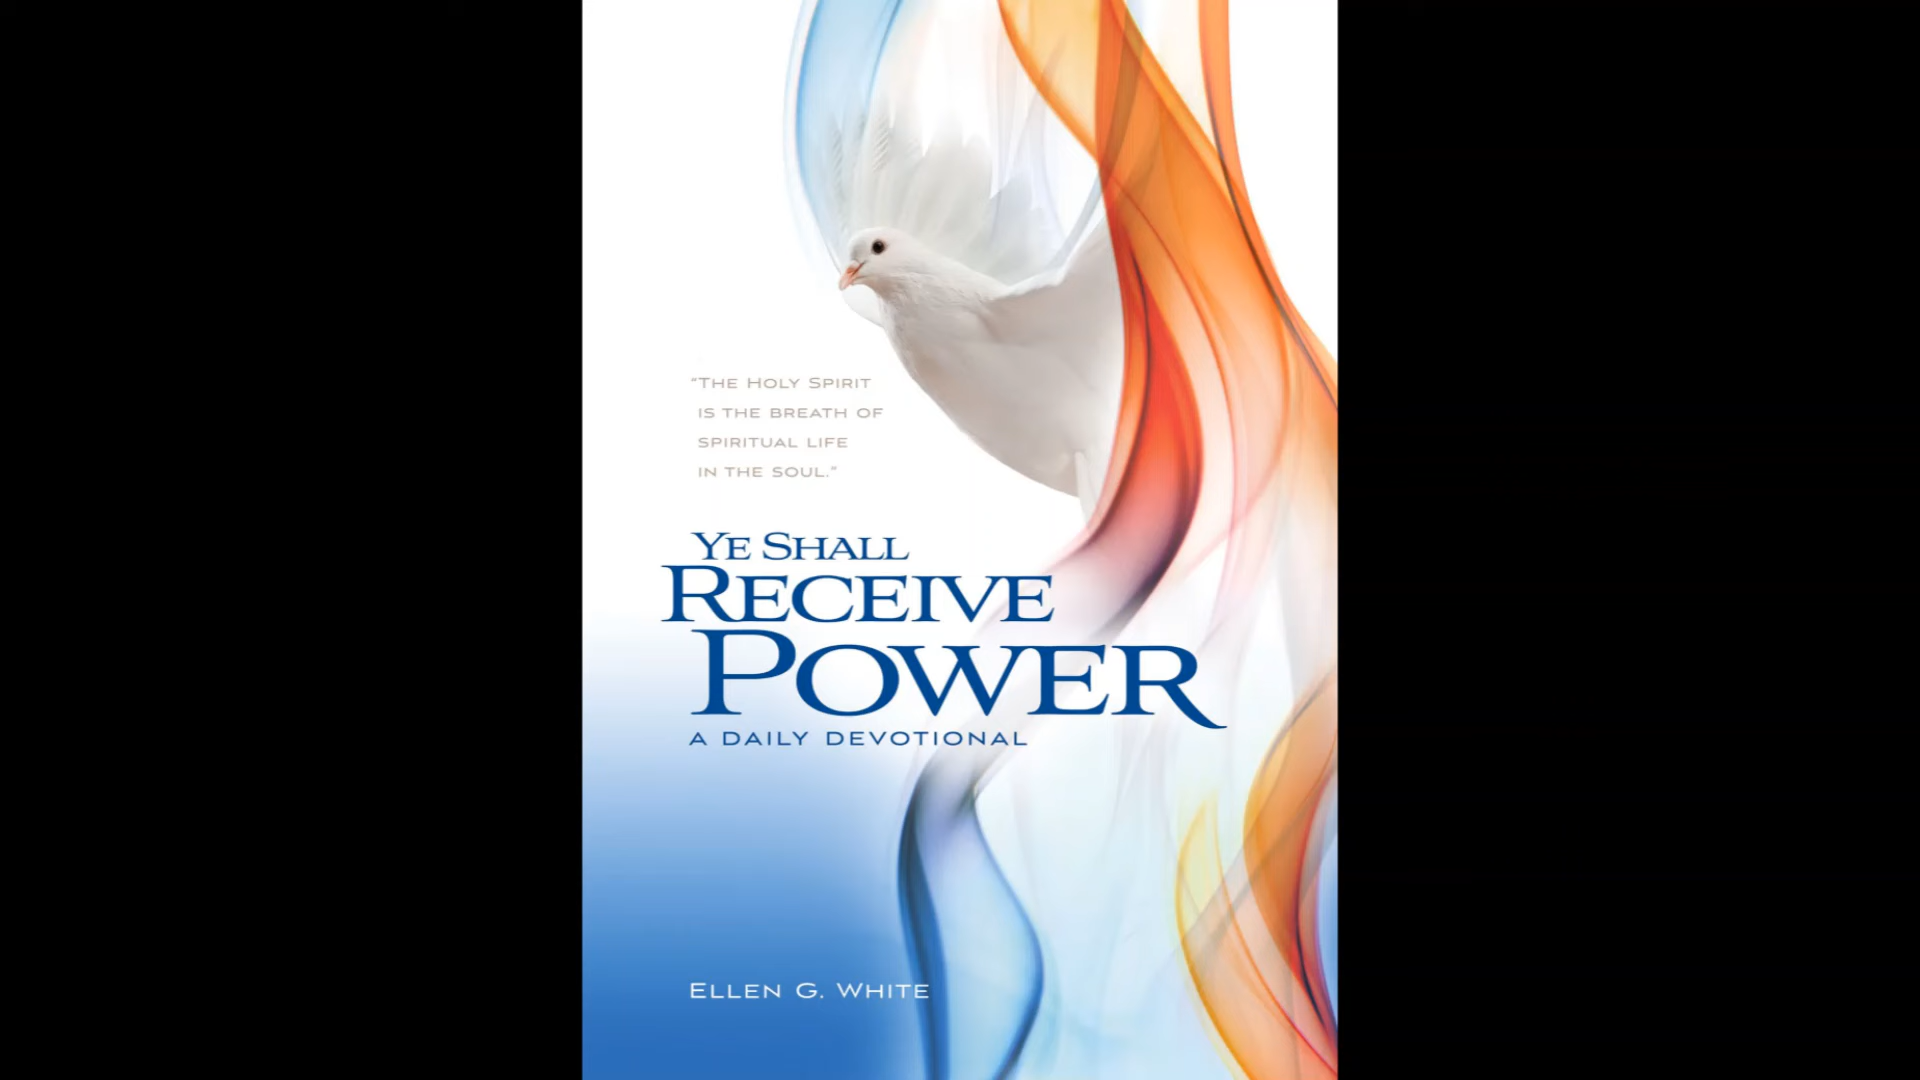 “The Holy Spirit
is the breath of
spiritual life
in the soul.”
Ye Shall
Receive
Power
A Daily Devotional
Ellen G. White